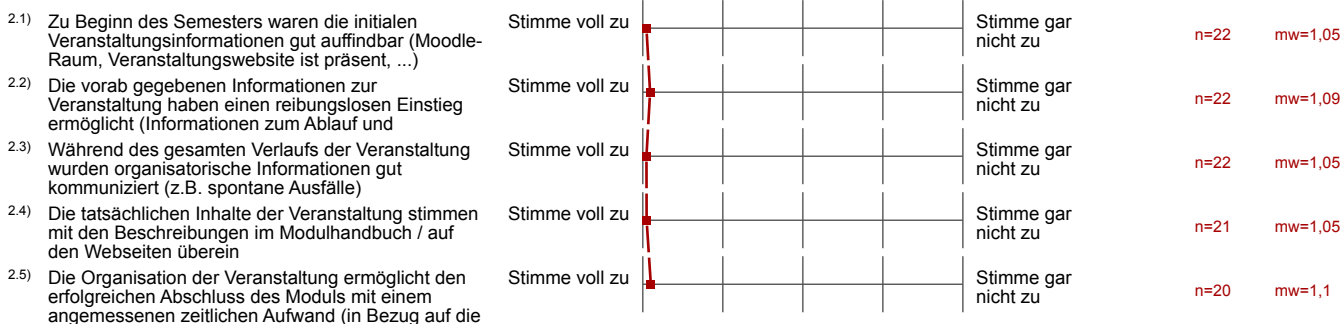 2.1) Zu Beginn des Semesters waren die initialen Stimme voll zu Stimme gar
Veranstaltungsinformationen gut auffindbar (Moodle- nicht zu n=22 mw=1,05
Raum, Veranstaltungswebsite ist präsent, ...)
2.2) Die vorab gegebenen Informationen zur Stimme voll zu Stimme gar
Veranstaltung haben einen reibungslosen Einstieg nicht zu n=22 mw=1,09
ermöglicht (Informationen zum Ablauf und
2.3) Während des gesamten Verlaufs der Veranstaltung Stimme voll zu Stimme gar
wurden organisatorische Informationen gut nicht zu n=22 mw=1,05
kommuniziert (z.B. spontane Ausfälle)
2.4) Die tatsächlichen Inhalte der Veranstaltung stimmen Stimme voll zu Stimme gar
mit den Beschreibungen im Modulhandbuch / auf nicht zu n=21 mw=1,05
den Webseiten überein
2.5) Die Organisation der Veranstaltung ermöglicht den Stimme voll zu Stimme gar
erfolgreichen Abschluss des Moduls mit einem nicht zu n=20 mw=1,1
angemessenen zeitlichen Aufwand (in Bezug auf die